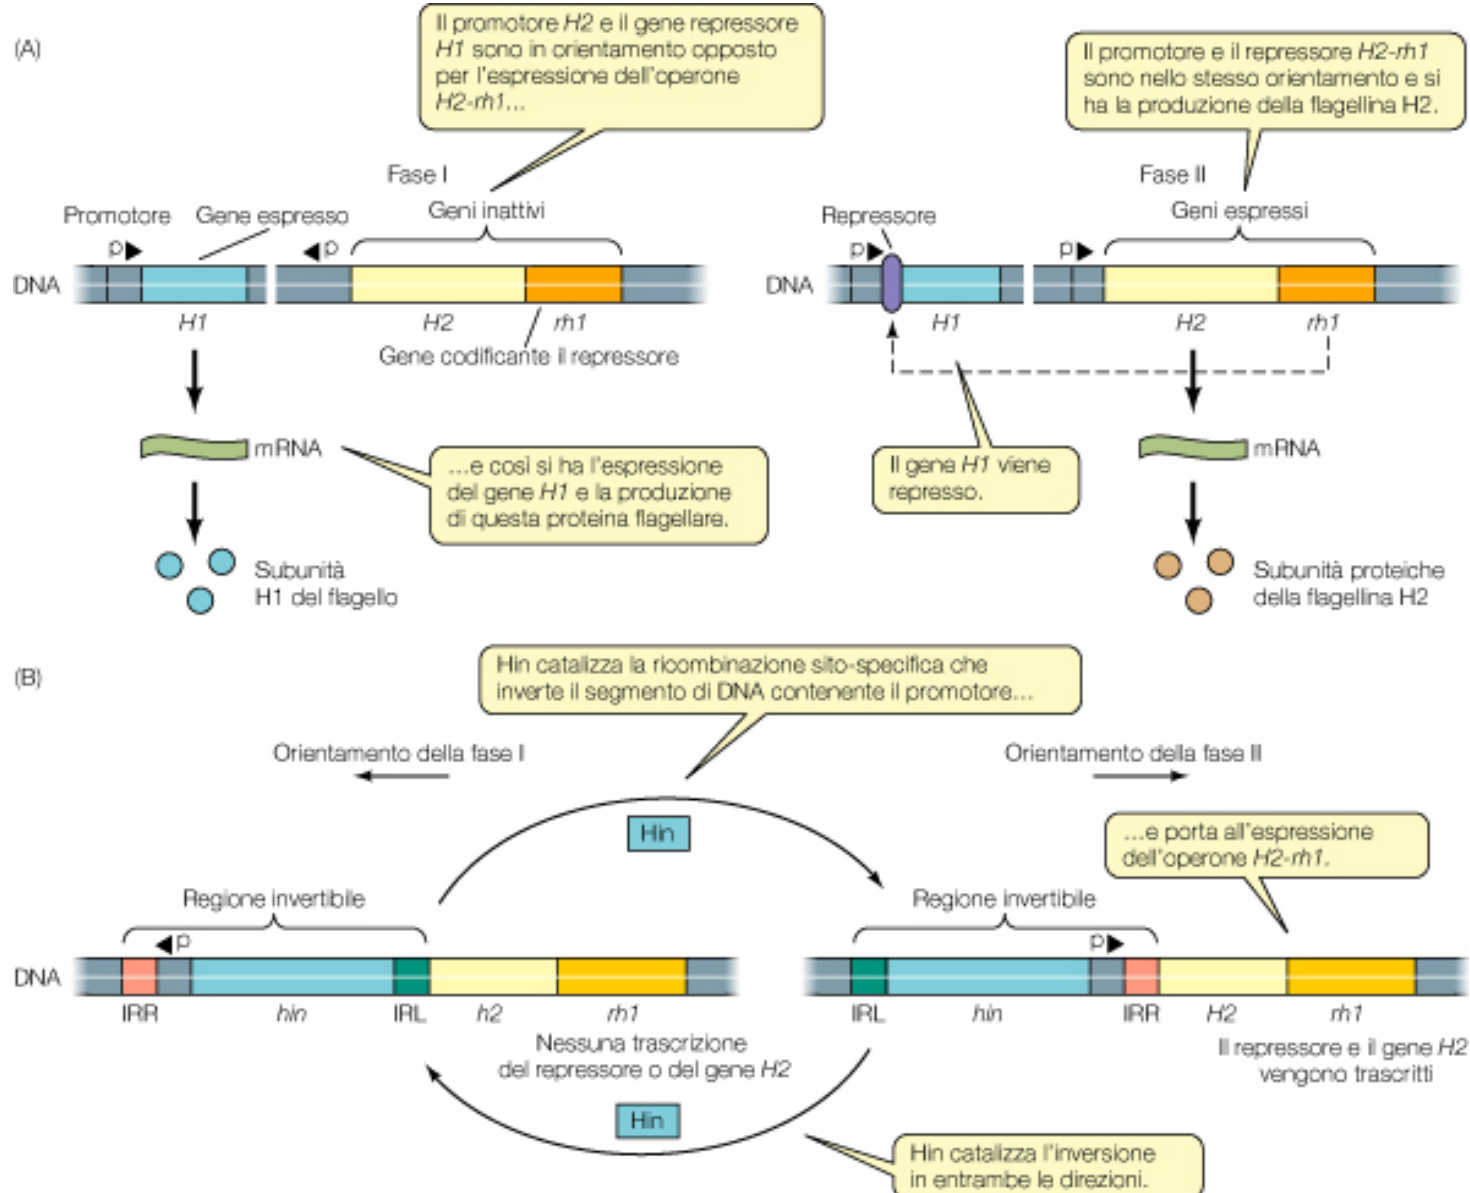 (A)
Il promotore H2 e il gene repressore
H1 sono in orientamento opposto
per l'espressione dell'operone
H2-rh1...
Il promotore e il repressore H2-rh1
sono nello stesso orientamento e si
ha la produzione della flagellina H2.
Fase I
Fase II
Promotore
Gene espresso
Geni inattivi
Repressore
Geni espressi
p
p
p
p
DNA
DNA
H1
H2
rh1
H1
H2
rh1
Gene codificante il repressore
mRNA
...e così si ha l'espressione
del gene H1 e la produzione
di questa proteina flagellare.
Il gene H1 viene
represso.
mRNA
Subunità
H1 del flagello
Subunità proteiche
della flagellina H2
(B)
Hin catalizza la ricombinazione sito-specifica che
inverte il segmento di DNA contenente il promotore...
Orientamento della fase I
Orientamento della fase II
Hin
...e porta all'espressione
dell'operone H2-rh1.
Regione invertibile
Regione invertibile
p
p
DNA
IRR
hin
IRL
h2
rh1
IRL
hin
IRR
H2
rh1
Nessuna trascrizione
del repressore o del gene H2
Il repressore e il gene H2
vengono trascritti
Hin
Hin catalizza l'inversione
in entrambe le direzioni.